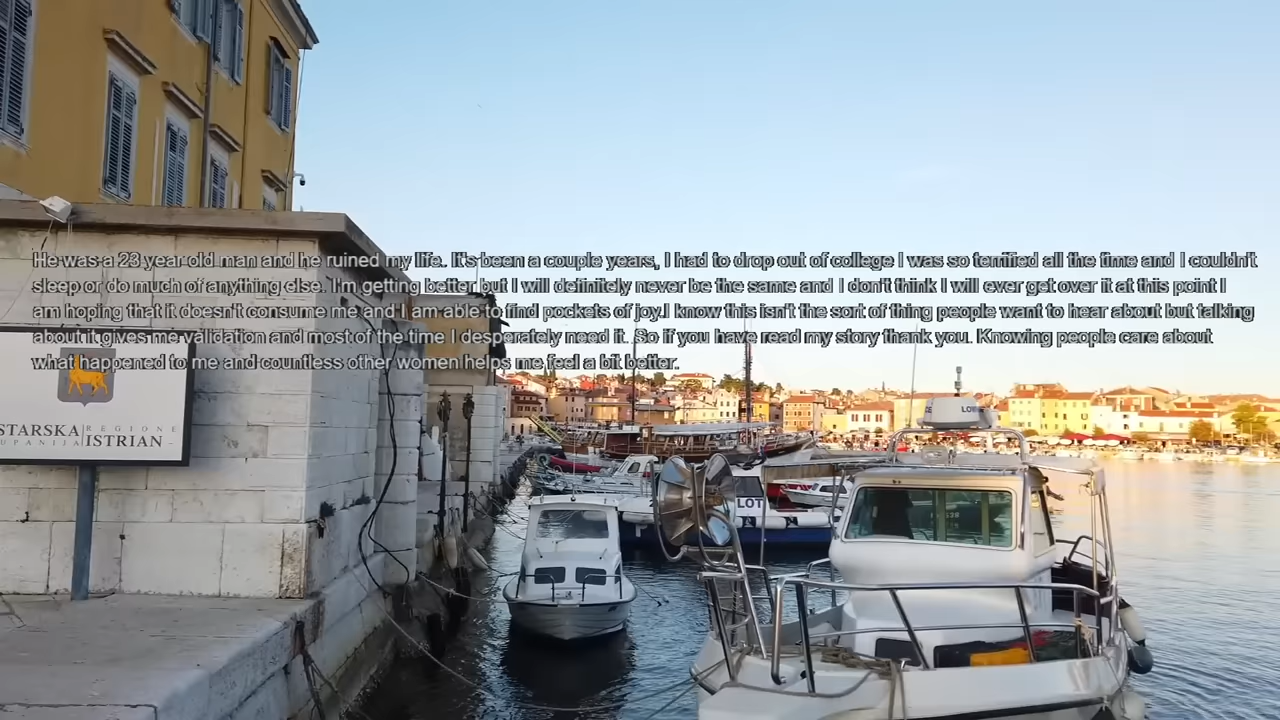 He was a 23 year old man and he ruined my life. It's been a couple years, I had to drop out of college I was so terrified all the time and I couldn't
sleep or do much of anything else. I'm getting better but I will definitely never be the same and I don't think I will ever get over it at this point I
am hoping that it doesn't consume me and I am able to find pockets of joy.I know this isn't the sort of thing people want to hear about but talking
about it gives me validation and most of the time I desperately need it. So if you have read my story thank you. Knowing people care about
what happened to me and countless other women helps me feel a bit better.
STARSKA REGIONE
UPANIJA ISTRIAN
LOT